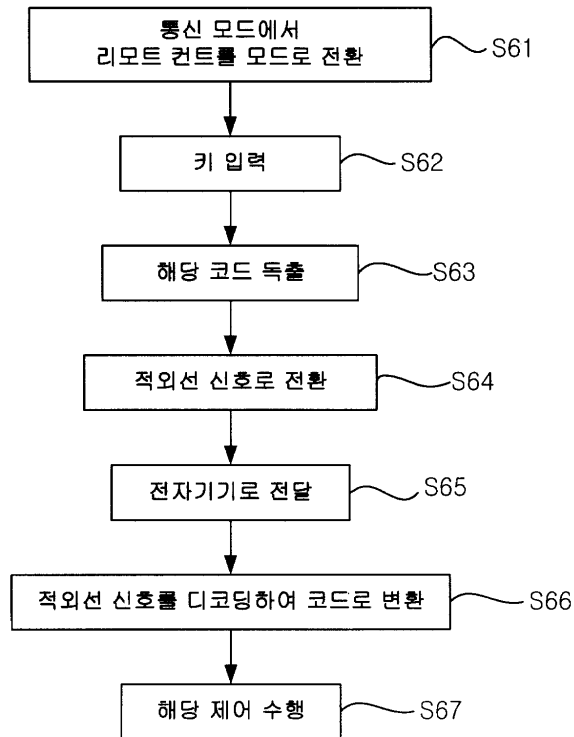 통신 모드에서
리모트 컨트롤 모드로 전환
S61
키 입력
S62
해당 코드 독출
S63
적외선 신호로 전환
S64
전자기기로 전달
S65
적외선 신호를 디코딩하여 코드로 변환
S66
해당 제어 수행
S67